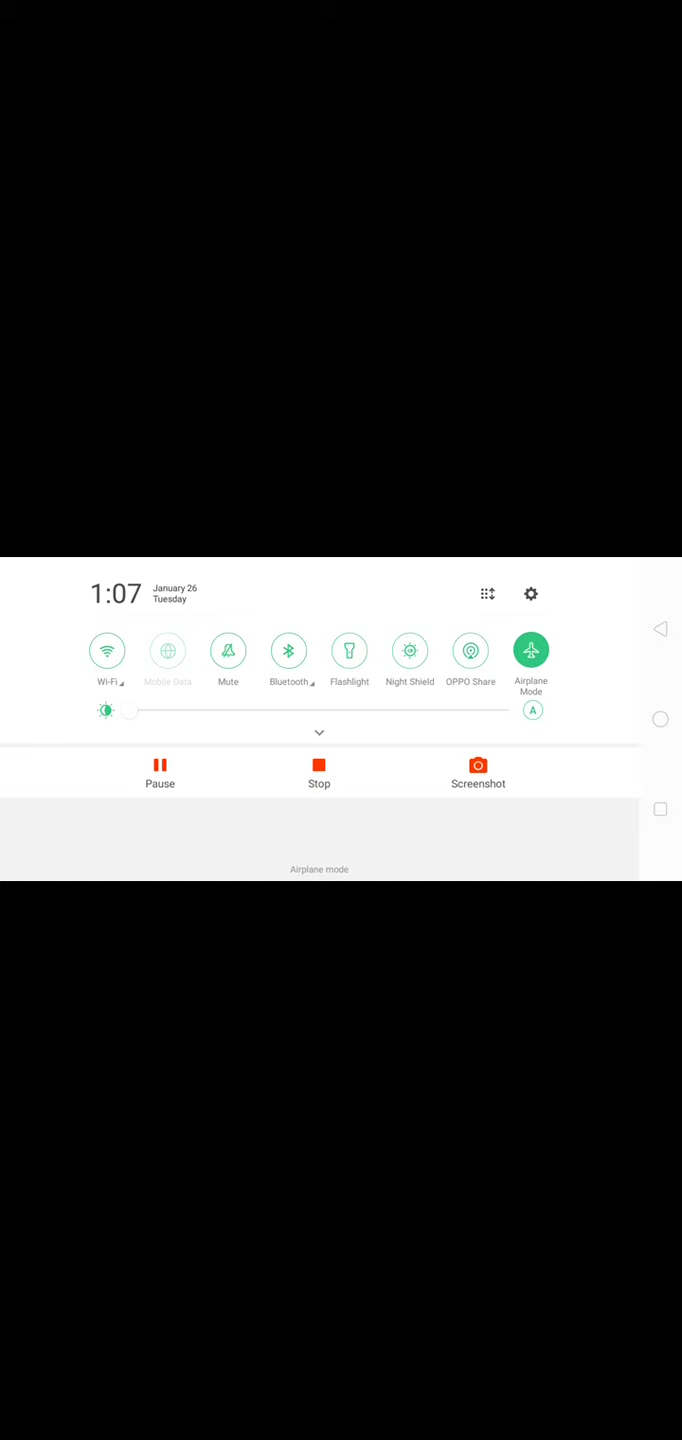 1:07
January 26
Tuesday
Wi-Fi
Mobile Data
Mute
Bluetooth
Flashlight
Night Shield
OPPO Share
Airplane
Mode
A
Pause
Stop
Screenshot
Airplane mode